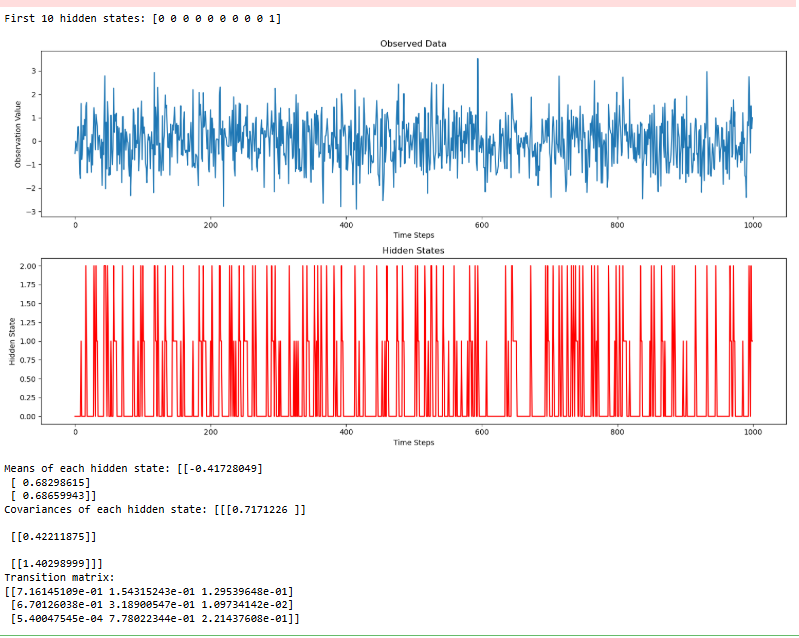 First 10 hidden states: [0 0 0 0 0 0 0 0 0 1]
Observed Data
3
2
1
0
−1
−2
−3
Observation Value
0 200 400 600 800 1000
Time Steps
Hidden States
2.00
1.75
1.50
1.25
1.00
0.75
0.50
0.25
0.00
Hidden State
0 200 400 600 800 1000
Time Steps
Means of each hidden state: [[-0.41728049]
[ 0.68298615]
[ 0.68659943]]
Covariances of each hidden state: [[[0.7171226 ]]
[[0.42211875]]
[[1.40298999]]]
Transition matrix:
[[7.16145109e-01 1.54315243e-01 1.29539648e-01]
[6.70126038e-01 3.18900547e-01 1.09734142e-02]
[5.40047545e-04 7.78022344e-01 2.21437608e-01]]